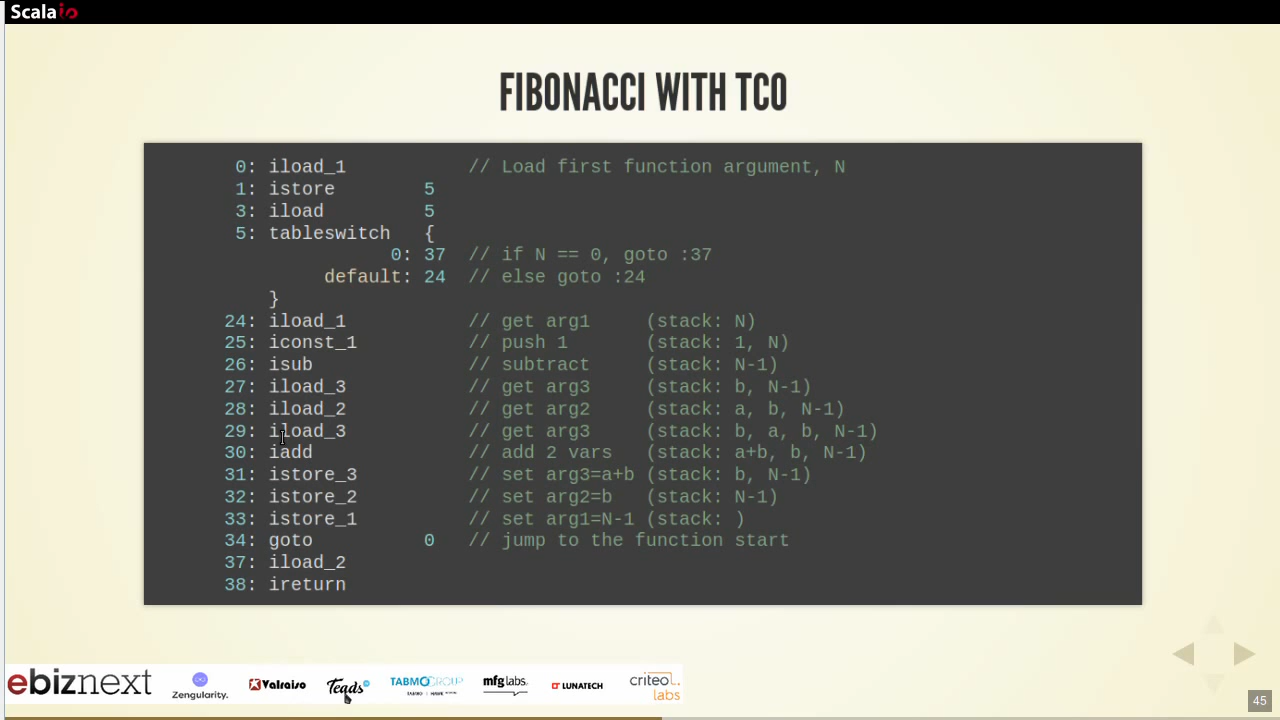 Scala io
FIBONACCI WITH TCO
0: iload_1 // Load first function argument, N
1: istore 5
3: iload 5
5: tableswitch {
0: 37 // if N == 0, goto :37
default: 24 // else goto :24
}
24: iload_1 // get arg1 (stack: N)
25: iconst_1 // push 1 (stack: 1, N)
26: isub // subtract (stack: N-1)
27: iload_3 // get arg3 (stack: b, N-1)
28: iload_2 // get arg2 (stack: a, b, N-1)
29: iload_3 // get arg3 (stack: b, a, b, N-1)
30: iadd // add 2 vars (stack: a+b, b, N-1)
31: istore_3 // set arg3=a+b (stack: b, N-1)
32: istore_2 // set arg2=b (stack: N-1)
33: istore_1 // set arg1=N-1 (stack: )
34: goto 0 // jump to the function start
37: iload_2
38: ireturn
ebiznext Zengularity. Valraiso Teads TABMO GROUP mfg labs. LUNATECH criteo labs
45